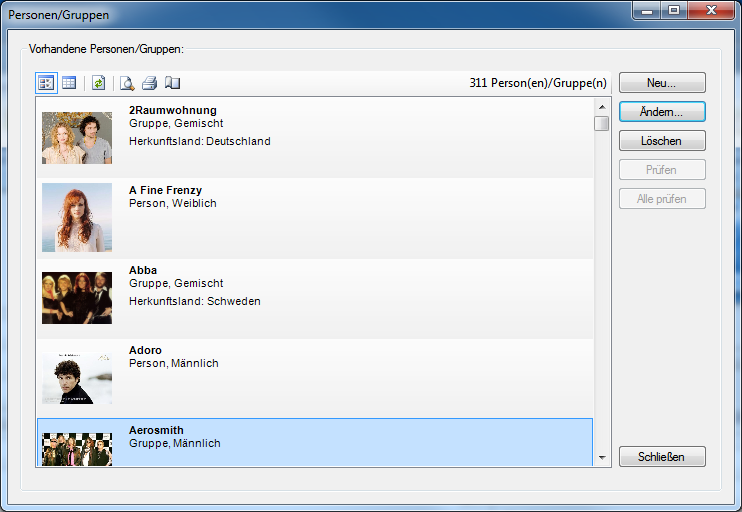 Personen/Gruppen
Vorhandene Personen/Gruppen:
311 Person(en)/Gruppe(n)
Neu...
Ändern...
Löschen
Prüfen
Alle prüfen
2Raumwohnung
Gruppe, Gemischt
Herkunftsland: Deutschland
A Fine Frenzy
Person, Weiblich
Abba
Gruppe, Gemischt
Herkunftsland: Schweden
Adoro
Person, Männlich
Aerosmith
Gruppe, Männlich
Schließen